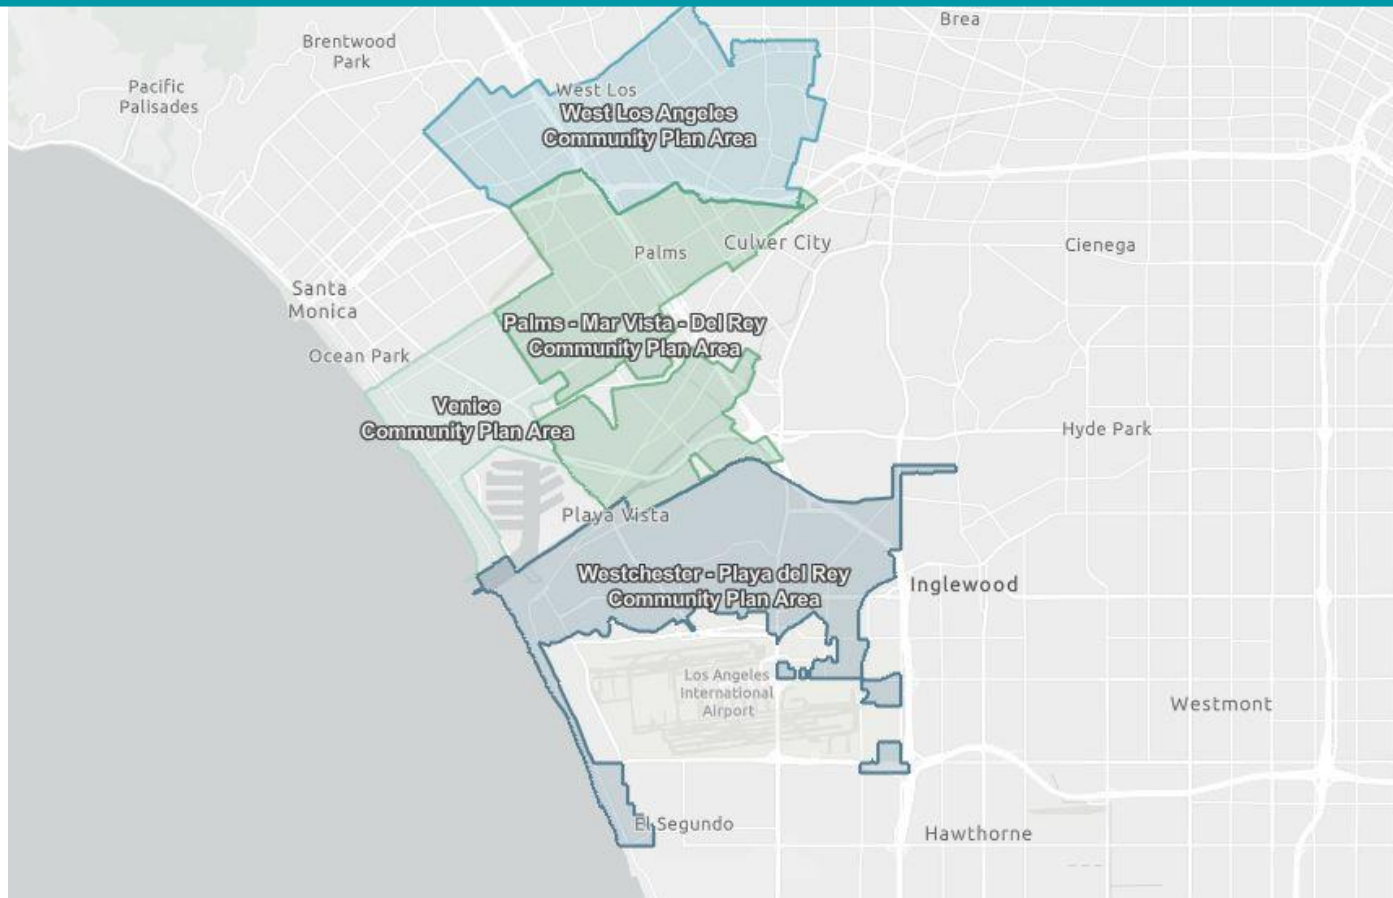 Brea
Brentwood
Park
Pacific
Palisades
West Los
West Los Angeles
Community Plan Area
Culver City
Palms
Cienega
Santa
Monica
Palms - Mar Vista - Del Rey
Community Plan Area
Ocean Park
Venice
Community Plan Area
Hyde Park
Playa Vista
Westchester - Playa del Rey
Community Plan Area
Inglewood
Los Angeles
International
Airport
Westmont
El Segundo
Hawthorne